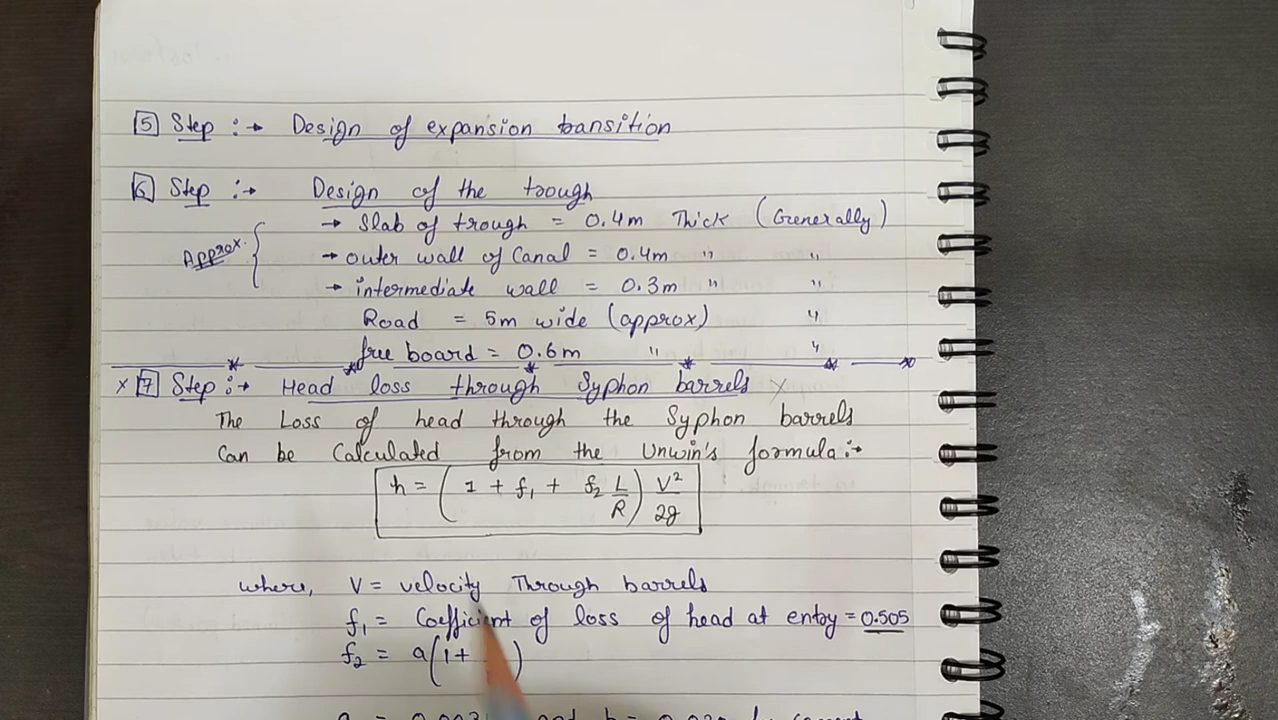 5 Step :→ Design of expansion transition
6 Step :→ Design of the trough
Approx.
→ Slab of trough = 0.4m Thick (Generally)
→ outer wall of Canal = 0.4m " "
→ intermediate wall = 0.3m " "
Road = 5m wide (approx) "
free board = 0.6m " "
x 7 Step :→ Head loss through Syphon barrels x
The Loss of head through the Syphon barrels
Can be Calculated from the Unwin's formula :→
h = ( 1 + f₁ + f₂ L/R ) V²/2g
where, V = velocity Through barrels
f₁ = Coefficient of loss of head at entry = 0.505
f₂ = a(1+ )